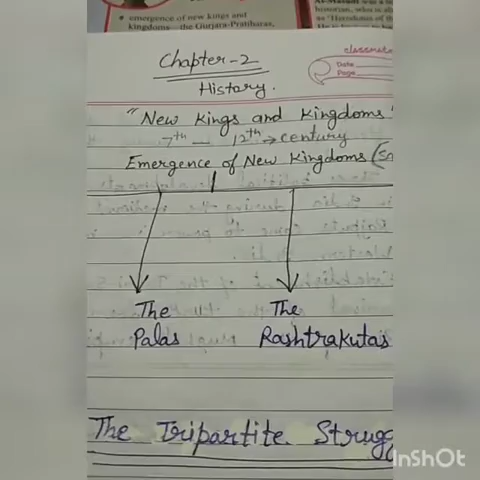 emergence of new kings and
kingdoms—the Gurjara-Pratiharas,
Chapter-2
History.
classmate
Date
Page
"New Kings and Kingdoms"
7th — 12th → century
Emergence of New Kingdoms
The Palas
The Rashtrakutas
The Tripartite
InShOt